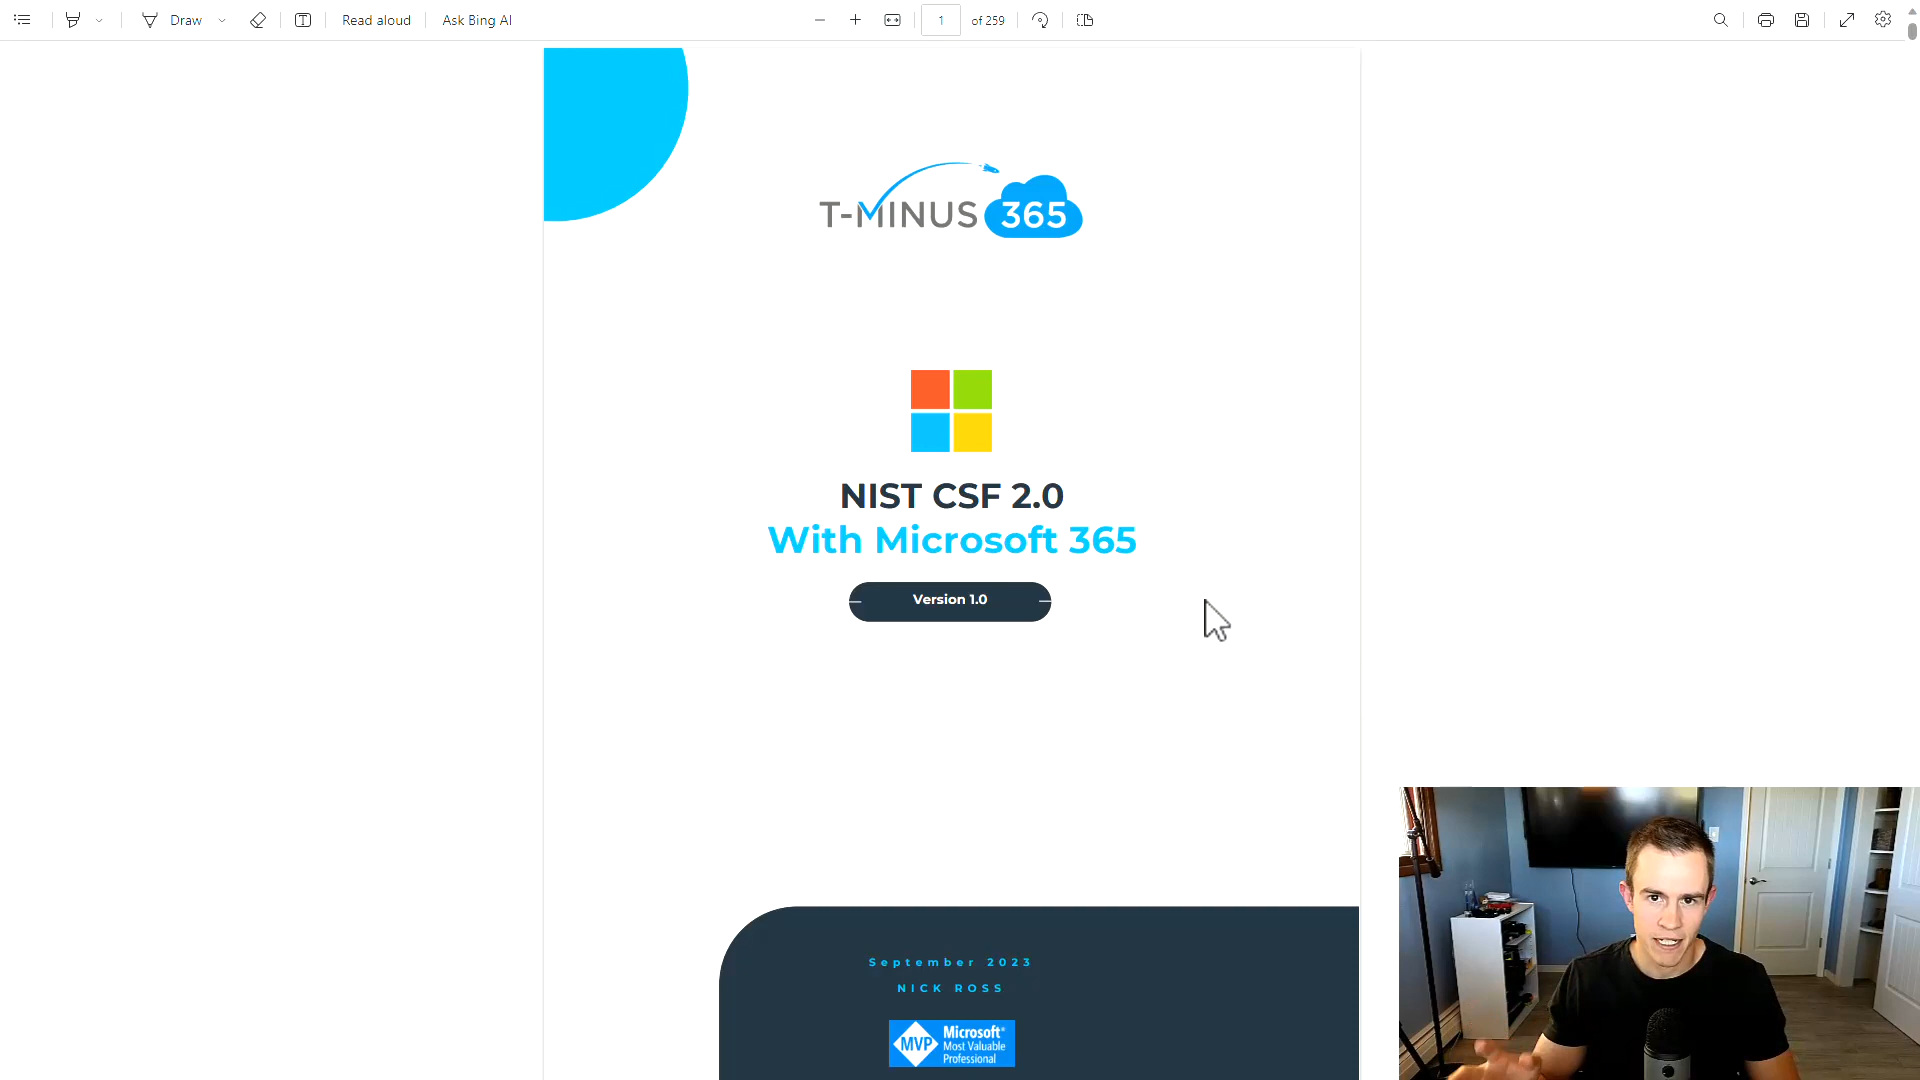 Draw
Read aloud
Ask Bing AI
1
of 259
T-MINUS 365
NIST CSF 2.0
With Microsoft 365
Version 1.0
September 2023
NICK ROSS
MVP
Microsoft®
Most Valuable
Professional